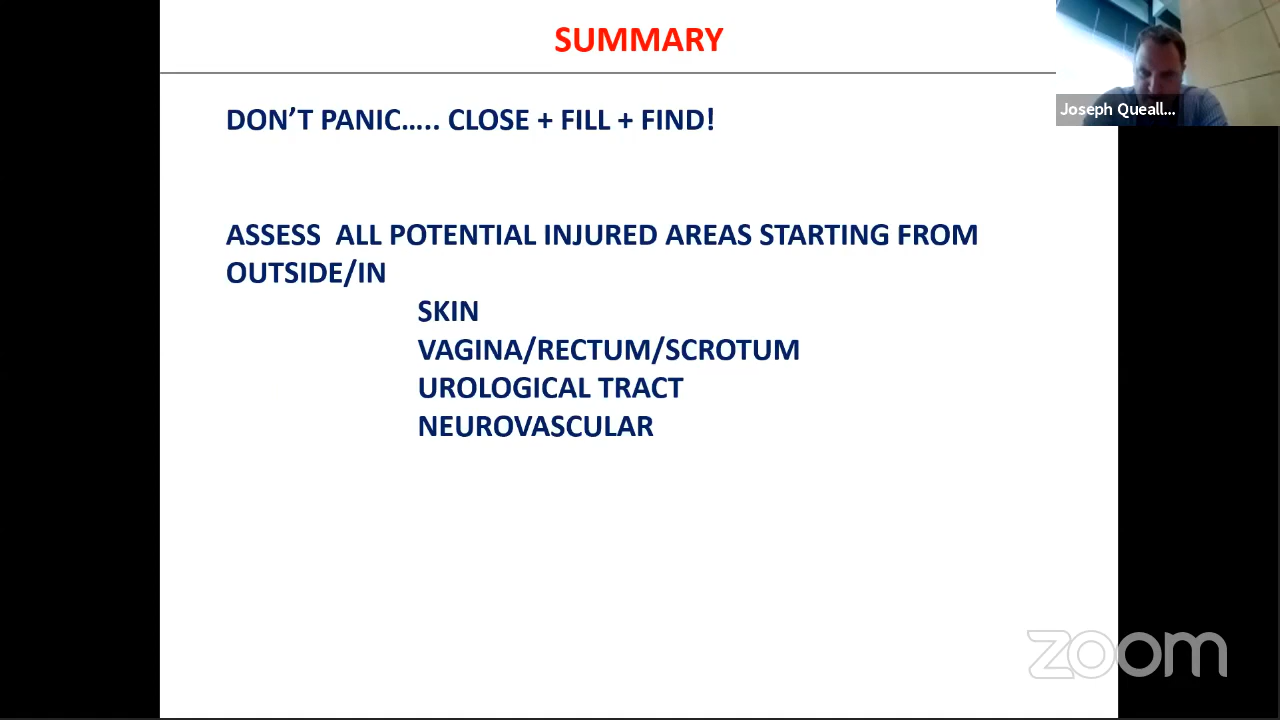 SUMMARY
Joseph Queall...
DON'T PANIC….. CLOSE + FILL + FIND!
ASSESS ALL POTENTIAL INJURED AREAS STARTING FROM
OUTSIDE/IN
SKIN
VAGINA/RECTUM/SCROTUM
UROLOGICAL TRACT
NEUROVASCULAR
zoom